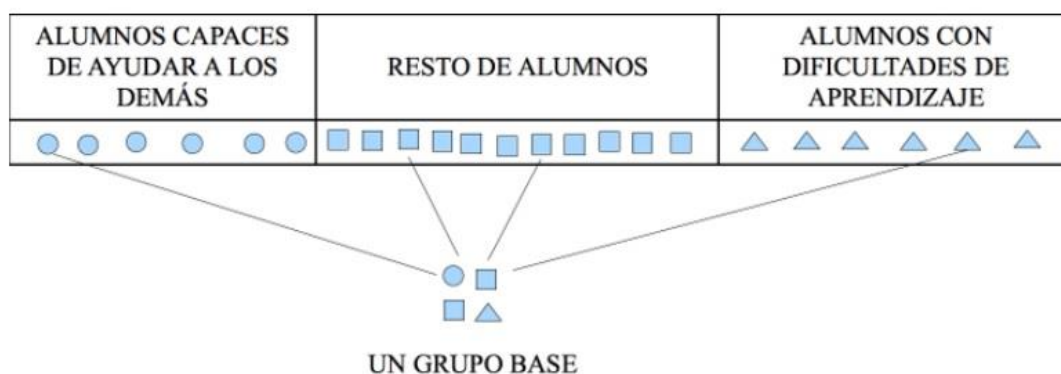 ALUMNOS CAPACES
DE AYUDAR A LOS
DEMÁS
RESTO DE ALUMNOS
ALUMNOS CON
DIFICULTADES DE
APRENDIZAJE
UN GRUPO BASE